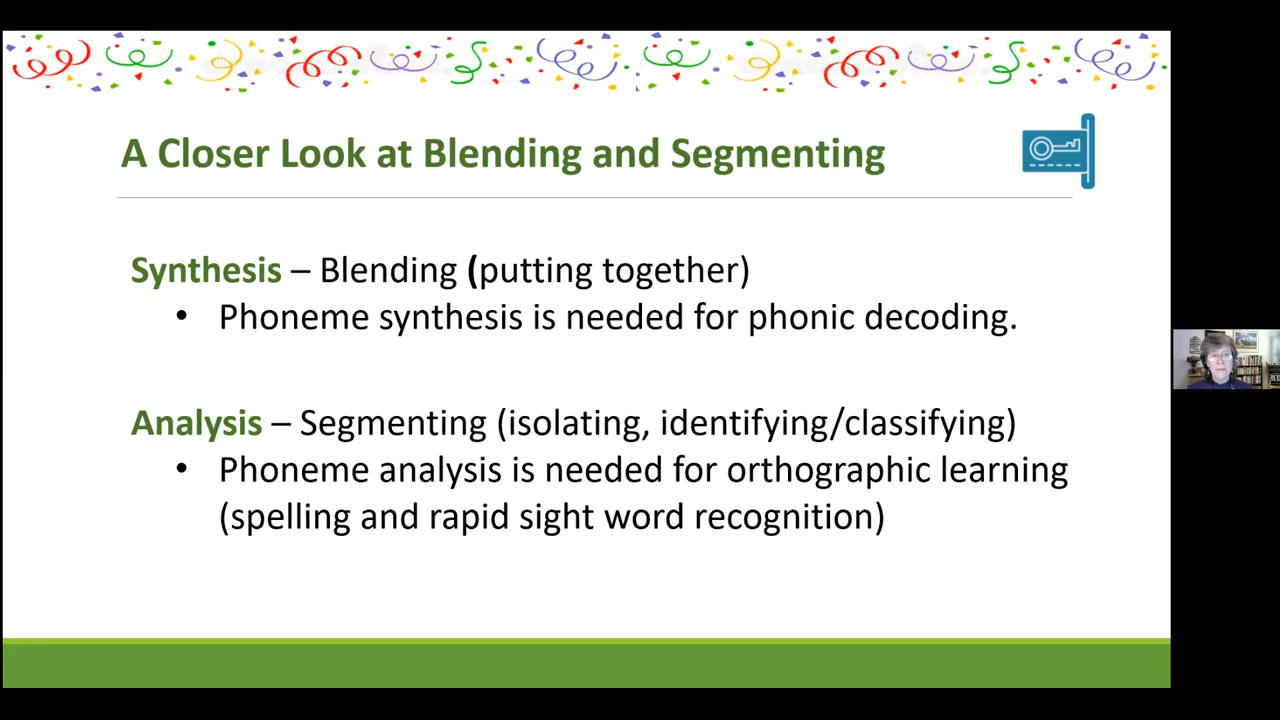 A Closer Look at Blending and Segmenting
Synthesis – Blending (putting together)
• Phoneme synthesis is needed for phonic decoding.
Analysis – Segmenting (isolating, identifying/classifying)
• Phoneme analysis is needed for orthographic learning
(spelling and rapid sight word recognition)